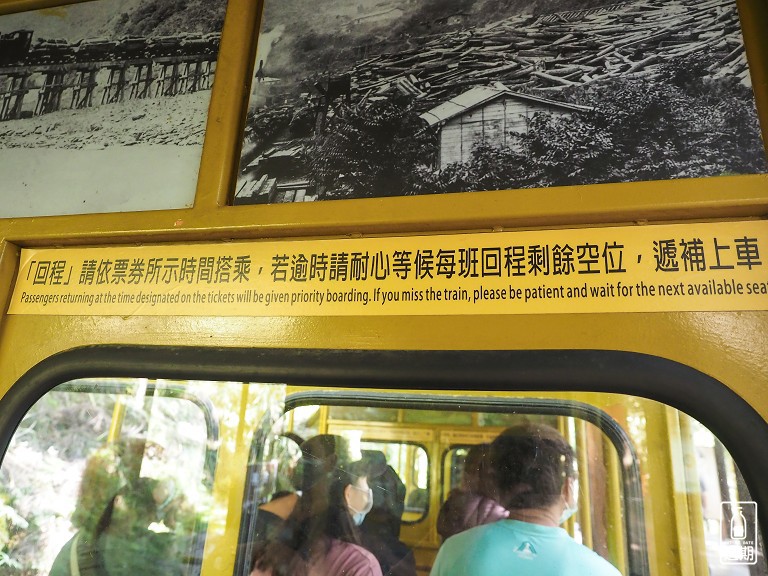 「回程」請依票券所示時間搭乘，若逾時請耐心等候每班回程剩餘空位，遞補上車
Passengers returning at the time designated on the tickets will be given priority boarding. If you miss the train, please be patient and wait for the next available sea